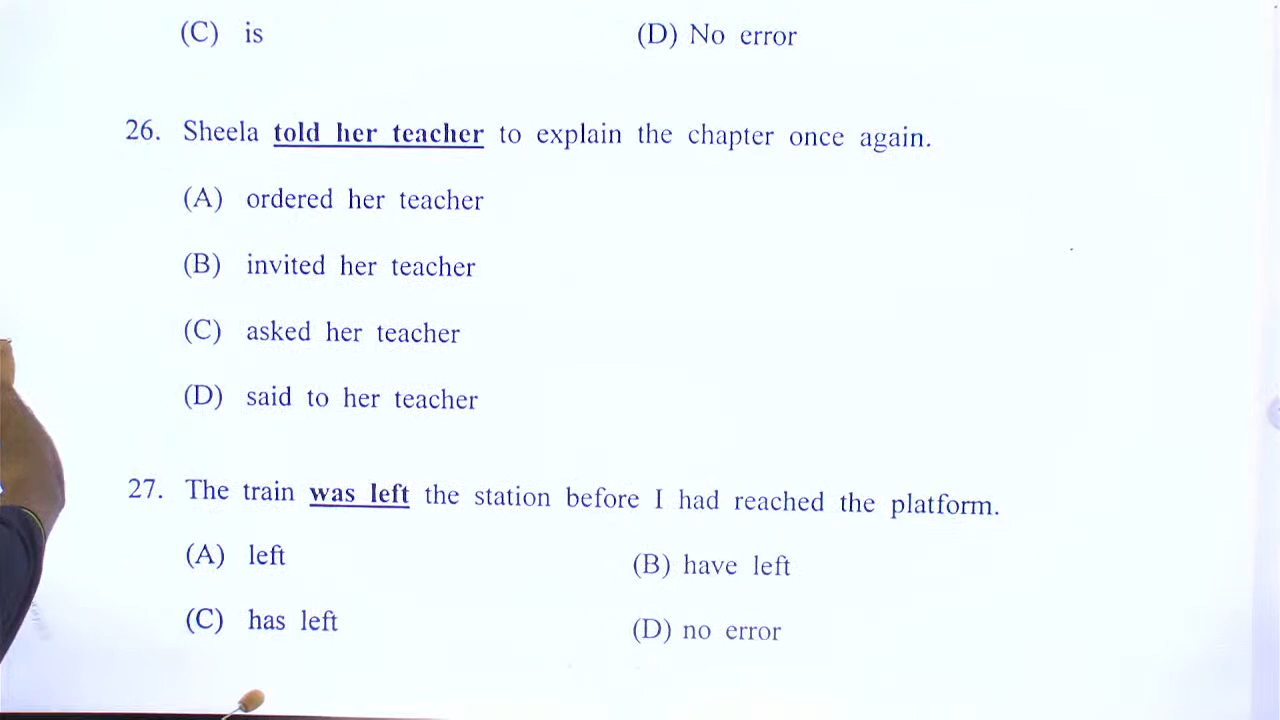 (C) is (D) No error
26. Sheela told her teacher to explain the chapter once again.
(A) ordered her teacher
(B) invited her teacher
(C) asked her teacher
(D) said to her teacher
27. The train was left the station before I had reached the platform.
(A) left (B) have left
(C) has left (D) no error